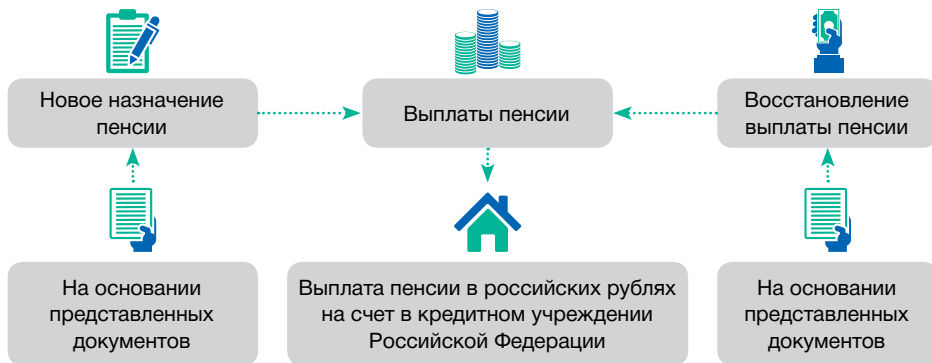 Новое назначение
пенсии
Выплаты пенсии
Восстановление
выплаты пенсии
На основании
представленных
документов
Выплата пенсии в российских рублях
на счет в кредитном учреждении
Российской Федерации
На основании
представленных
документов